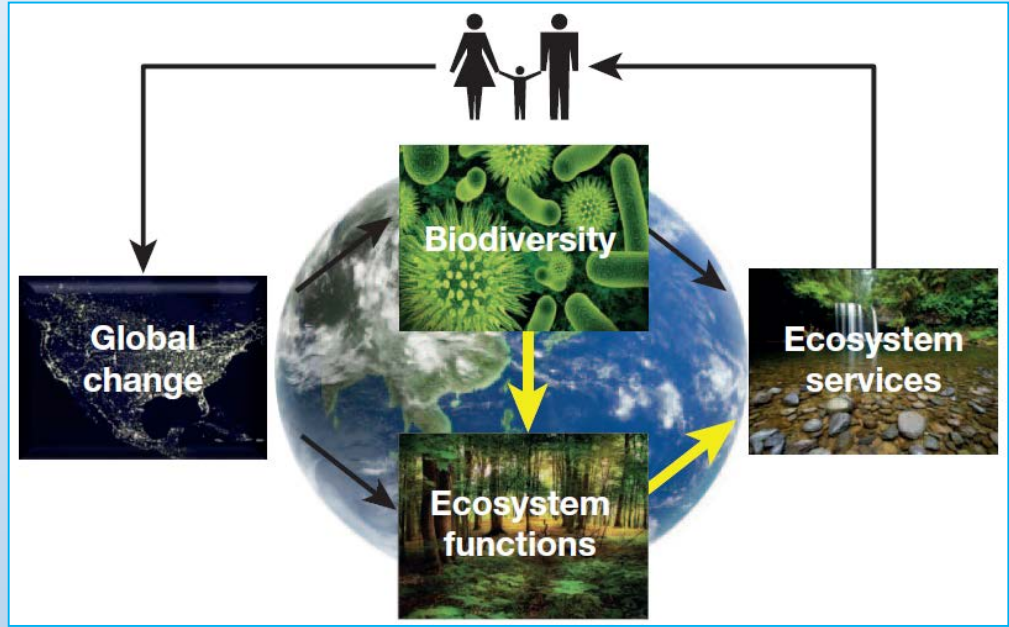 Biodiversity
Global
change
Ecosystem
services
Ecosystem
functions